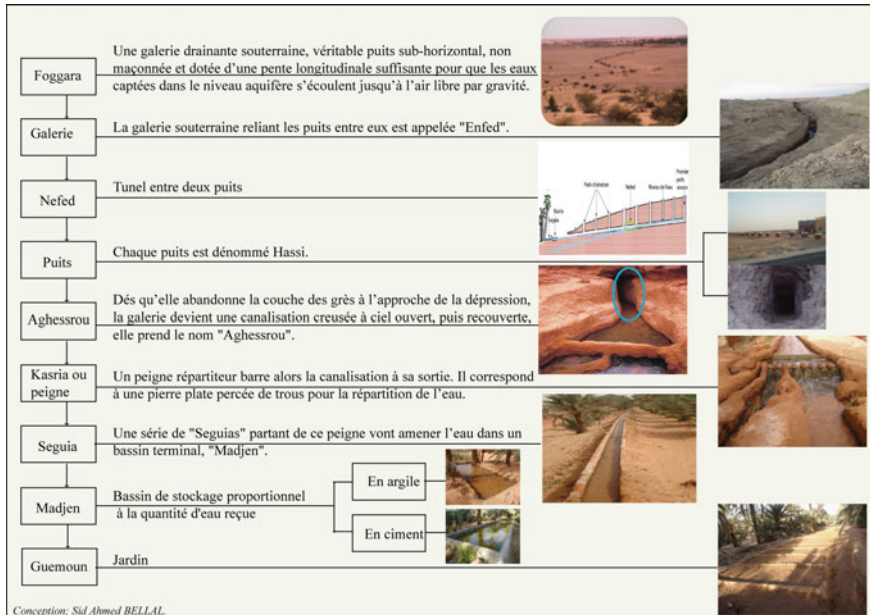 Foggara
Une galerie drainante souterraine, véritable puits sub-horizontal, non
maçonnée et dotée d'une pente longitudinale suffisante pour que les eaux
captées dans le niveau aquifère s'écoulent jusqu'à l'air libre par gravité.
Galerie
La galerie souterraine reliant les puits entre eux est appelée "Enfed".
Nefed
Tunel entre deux puits
Puits d'aération
Nefed
Niveau de l'eau
Puits
Chaque puits est dénommé Hassi.
Aghessrou
Dés qu'elle abandonne la couche des grès à l'approche de la dépression,
la galerie devient une canalisation creusée à ciel ouvert, puis recouverte,
elle prend le nom "Aghessrou".
Kasria ou
peigne
Un peigne répartiteur barre alors la canalisation à sa sortie. Il correspond
à une pierre plate percée de trous pour la répartition de l'eau.
Seguia
Une série de "Seguias" partant de ce peigne vont amener l'eau dans un
bassin terminal, "Madjen".
Madjen
Bassin de stockage proportionnel
à la quantité d'eau reçue
En argile
En ciment
Guemoun
Jardin
Conception: Sid Ahmed BELLAL.